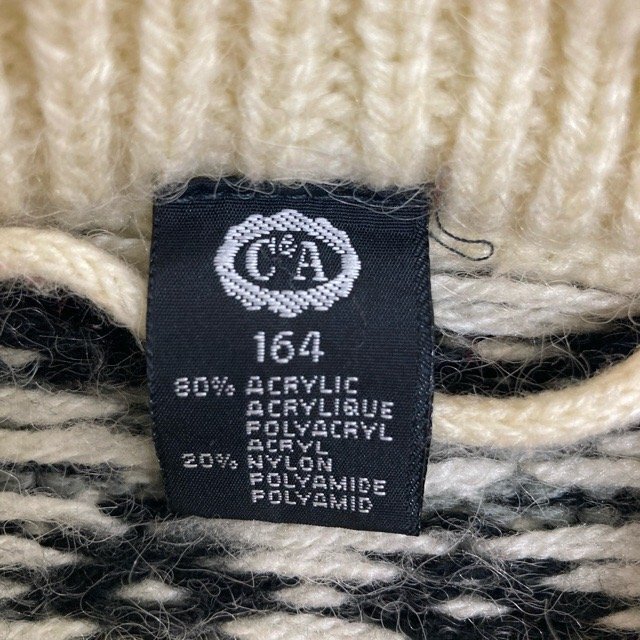 C&A
164
80% ACRYLIC
ACRYLIQUE
POLYACRYL
ACRYL
20% NYLON
POLYAMIDE
POLYAMID